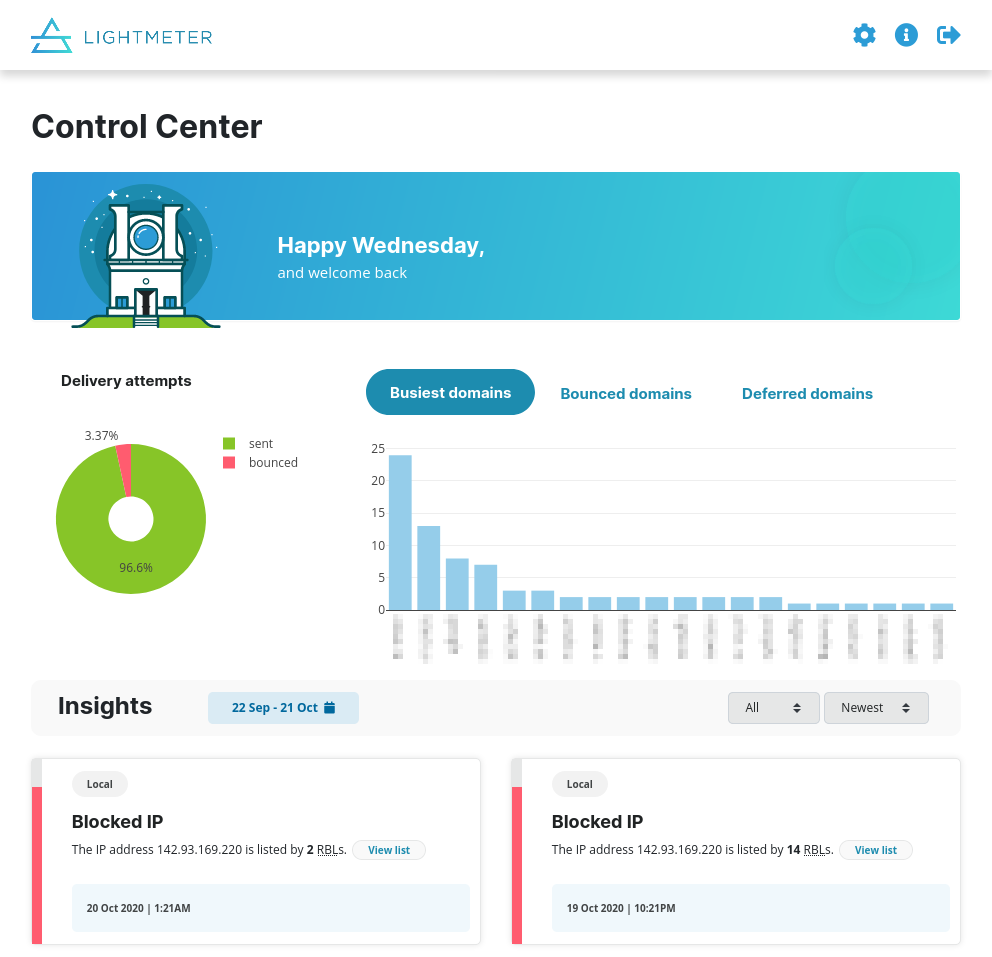 LIGHTMETER
Control Center
Happy Wednesday,
and welcome back
Delivery attempts
3.37%
96.6%
sent
bounced
Busiest domains
Bounced domains
Deferred domains
25
20
15
10
5
0
Insights
22 Sep - 21 Oct
All
Newest
Local
Blocked IP
The IP address 142.93.169.220 is listed by 2 RBLs.
View list
20 Oct 2020 | 1:21AM
Local
Blocked IP
The IP address 142.93.169.220 is listed by 14 RBLs.
View list
19 Oct 2020 | 10:21PM